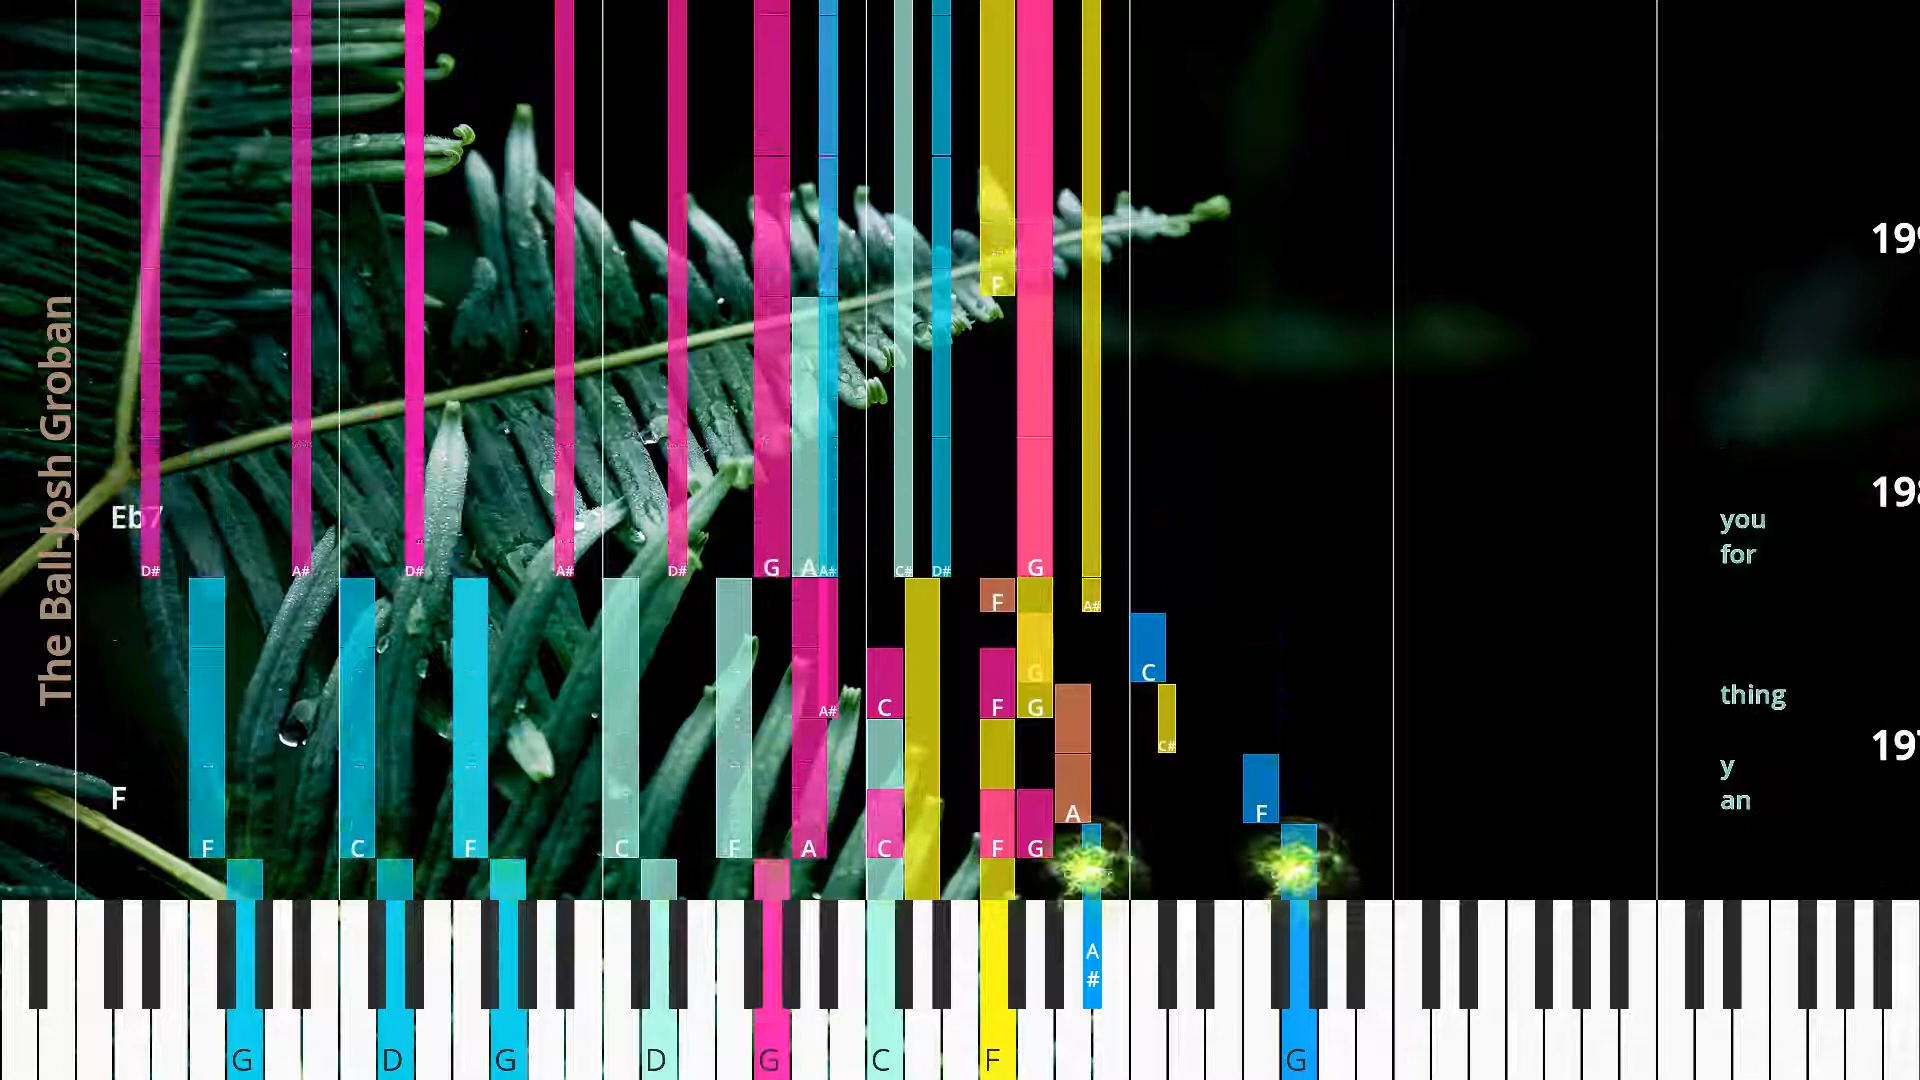 The Ball-Josh Groban
Eb7
F
D# A# D# A# D# G A A# C# D# F G
F A#
G C
A# C F G C#
A F
F C F C F A C F G
A
#
G D G D G C F G
you
for
thing
y
an